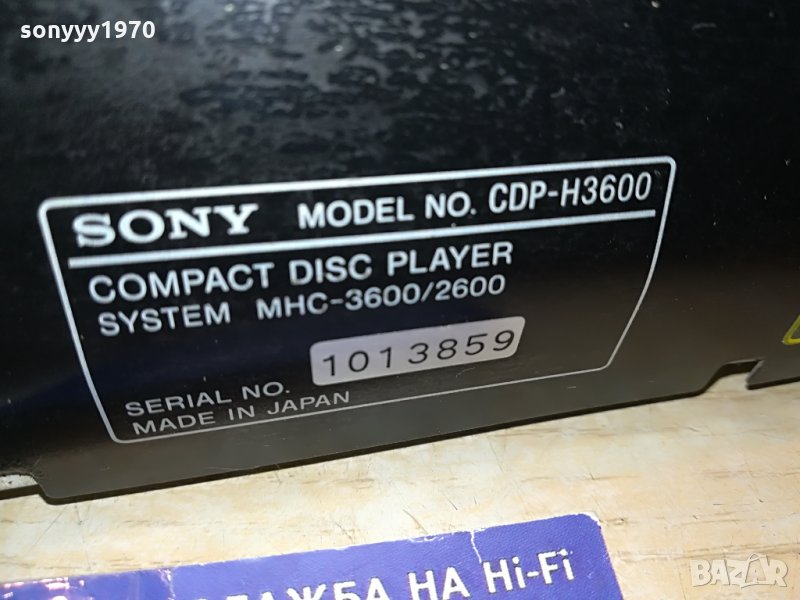 sonyyy1970
SONY MODEL NO. CDP-H3600
COMPACT DISC PLAYER
SYSTEM MHC-3600/2600
SERIAL NO. 1013859
MADE IN JAPAN
НА Hi-Fi
BAZAR